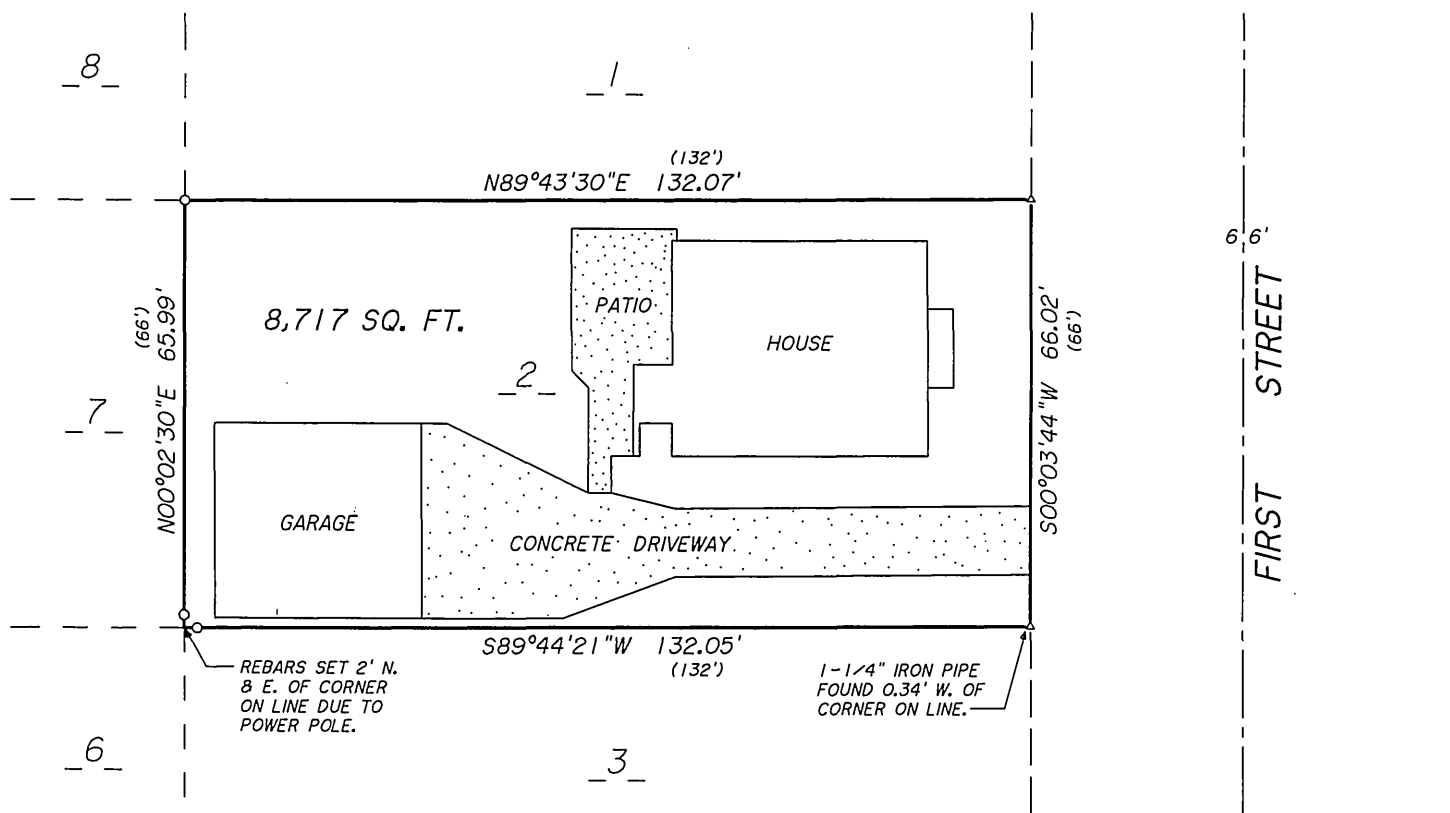 _8_
_1_
(132')
N89°43'30"E 132.07'
66'
(66')
N00°02'30"E 65.99'
8,717 SQ. FT.
PATIO
HOUSE
S00°03'44"W 66.02'
(66')
FIRST STREET
_7_
_2_
GARAGE
CONCRETE DRIVEWAY
S89°44'21"W 132.05'
(132')
REBARS SET 2' N.
8 E. OF CORNER
ON LINE DUE TO
POWER POLE.
1-1/4" IRON PIPE
FOUND 0.34' W. OF
CORNER ON LINE.
_6_
_3_